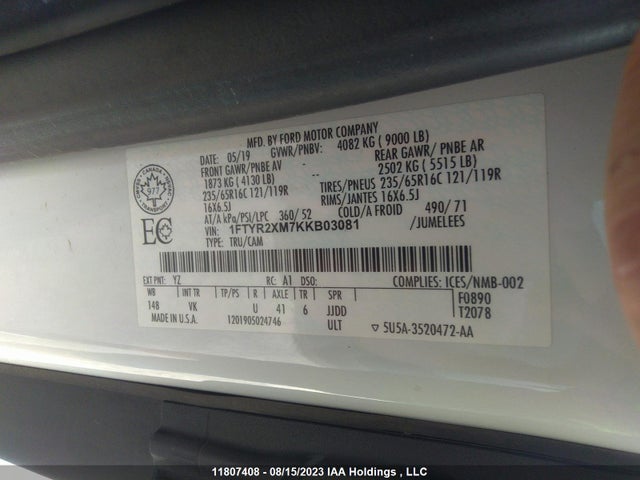 MFD. BY FORD MOTOR COMPANY
DATE: 05/19 GVWR/PNBV: 4082 KG ( 9000 LB)
FRONT GAWR/PNBE AV -- REAR GAWR/ PNBE AR
1873 KG ( 4130 LB) 2502 KG ( 5515 LB)
235/65R16C 121/119R TIRES/PNEUS 235/65R16C 121/119R
16X6.5J RIMS/JANTES 16X6.5J
AT/A kPa/PSI/LPC 360/ 52 COLD/A FROID 490/ 71
VIN: 1FTYR2XM7KKB03081 /JUMELEES
TYPE: TRU/CAM
EC
EXT PNT: YZ RC: A1 DSO: COMPLIES: ICES/NMB-002
WB INT TR TP/PS R AXLE TR SPR F0890
148 VK U 41 6 JJDD T2078
MADE IN U.S.A. 1201905024746 ULT ▽ 5U5A-3520472-AA
11807408 - 08/15/2023 IAA Holdings , LLC